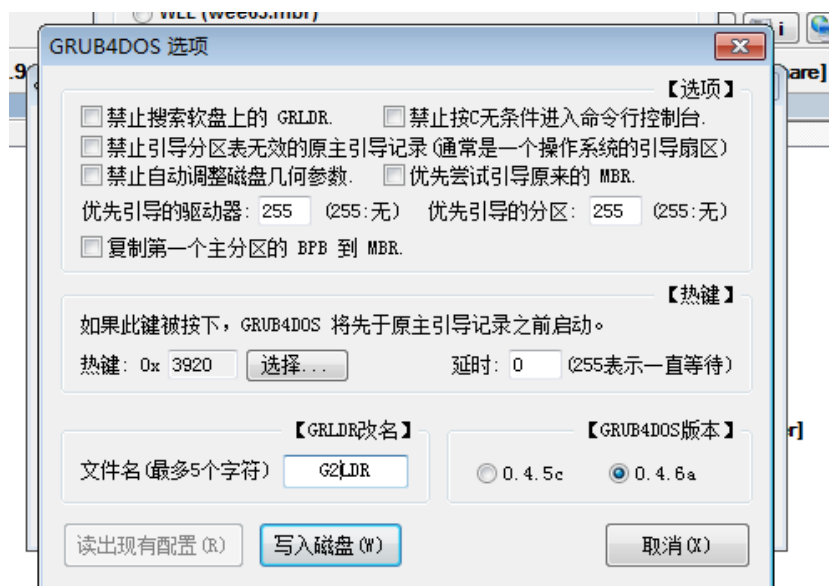 WEE (wee63.mbr)
i
.9
are]
GRUB4DOS 选项
【选项】
禁止搜索软盘上的 GRLDR. 禁止按C无条件进入命令行控制台.
禁止引导分区表无效的原主引导记录(通常是一个操作系统的引导扇区)
禁止自动调整磁盘几何参数. 优先尝试引导原来的 MBR.
优先引导的驱动器: 255 (255:无) 优先引导的分区: 255 (255:无)
复制第一个主分区的 BPB 到 MBR.
【热键】
如果此键被按下，GRUB4DOS 将先于原主引导记录之前启动。
热键: 0x 3920 选择... 延时: 0 (255表示一直等待)
【GRLDR改名】 【GRUB4DOS版本】
r]
文件名(最多5个字符) G2LDR 0.4.5c 0.4.6a
读出现有配置(R) 写入磁盘(W) 取消(X)